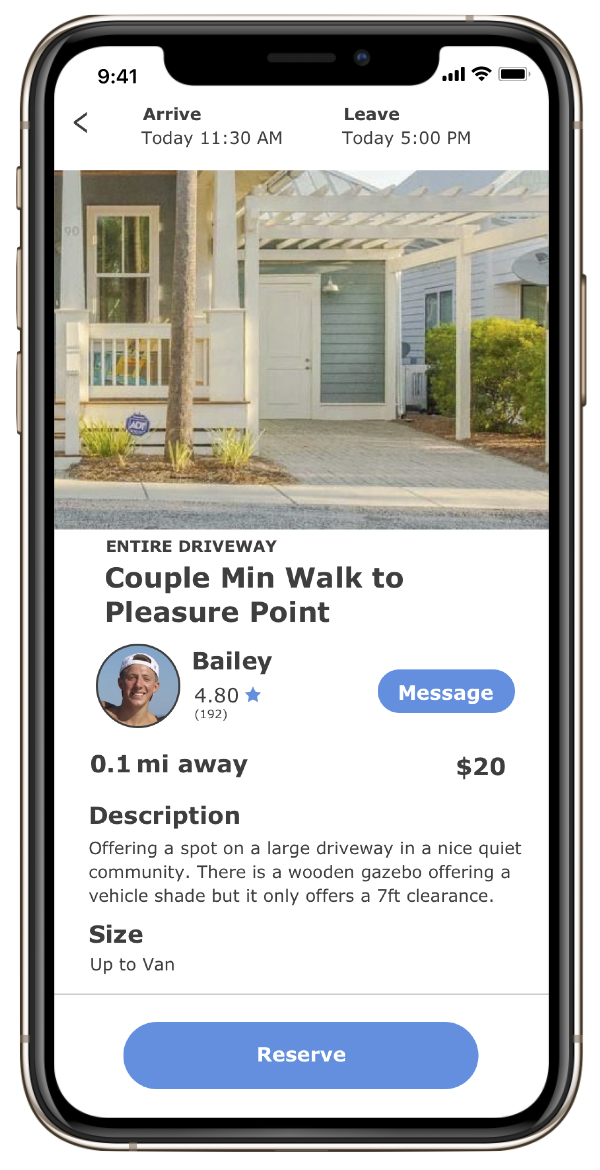 9:41
Arrive Leave
Today 11:30 AM Today 5:00 PM
<
90
ADT
ENTIRE DRIVEWAY
Couple Min Walk to
Pleasure Point
Bailey
4.80 ★
(192)
Message
0.1 mi away $20
Description
Offering a spot on a large driveway in a nice quiet
community. There is a wooden gazebo offering a
vehicle shade but it only offers a 7ft clearance.
Size
Up to Van
Reserve